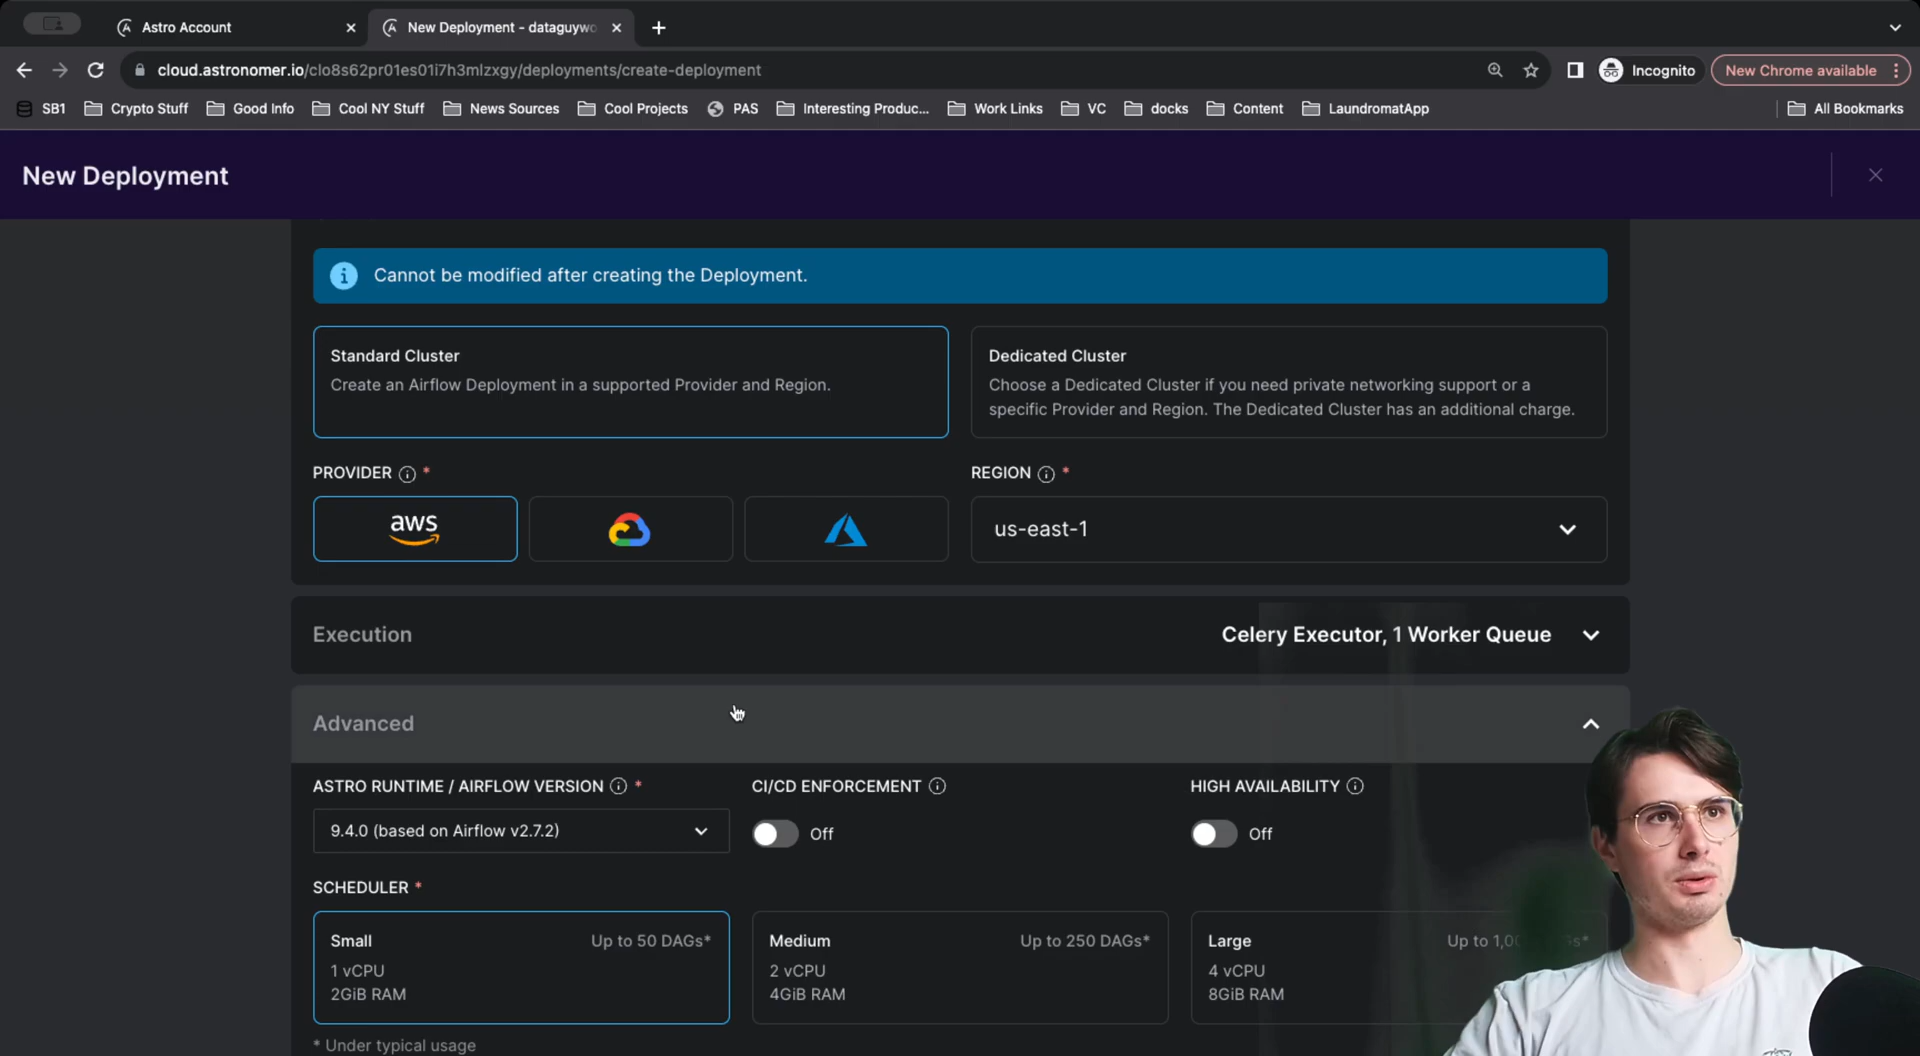 Astro Account
New Deployment - dataguywo
cloud.astronomer.io/clo8s62pr01es01i7h3mlzxgy/deployments/create-deployment
Incognito
New Chrome available
SB1
Crypto Stuff
Good Info
Cool NY Stuff
News Sources
Cool Projects
PAS
Interesting Produc...
Work Links
VC
docks
Content
LaundromatApp
All Bookmarks
New Deployment
Cannot be modified after creating the Deployment.
Standard Cluster
Create an Airflow Deployment in a supported Provider and Region.
Dedicated Cluster
Choose a Dedicated Cluster if you need private networking support or a
specific Provider and Region. The Dedicated Cluster has an additional charge.
PROVIDER *
REGION *
aws
us-east-1
Execution
Celery Executor, 1 Worker Queue
Advanced
ASTRO RUNTIME / AIRFLOW VERSION *
CI/CD ENFORCEMENT
HIGH AVAILABILITY
9.4.0 (based on Airflow v2.7.2)
Off
Off
SCHEDULER *
Small
Up to 50 DAGs*
1 vCPU
2GiB RAM
Medium
Up to 250 DAGs*
2 vCPU
4GiB RAM
Large
Up to
4 vCPU
8GiB RAM
* Under typical usage